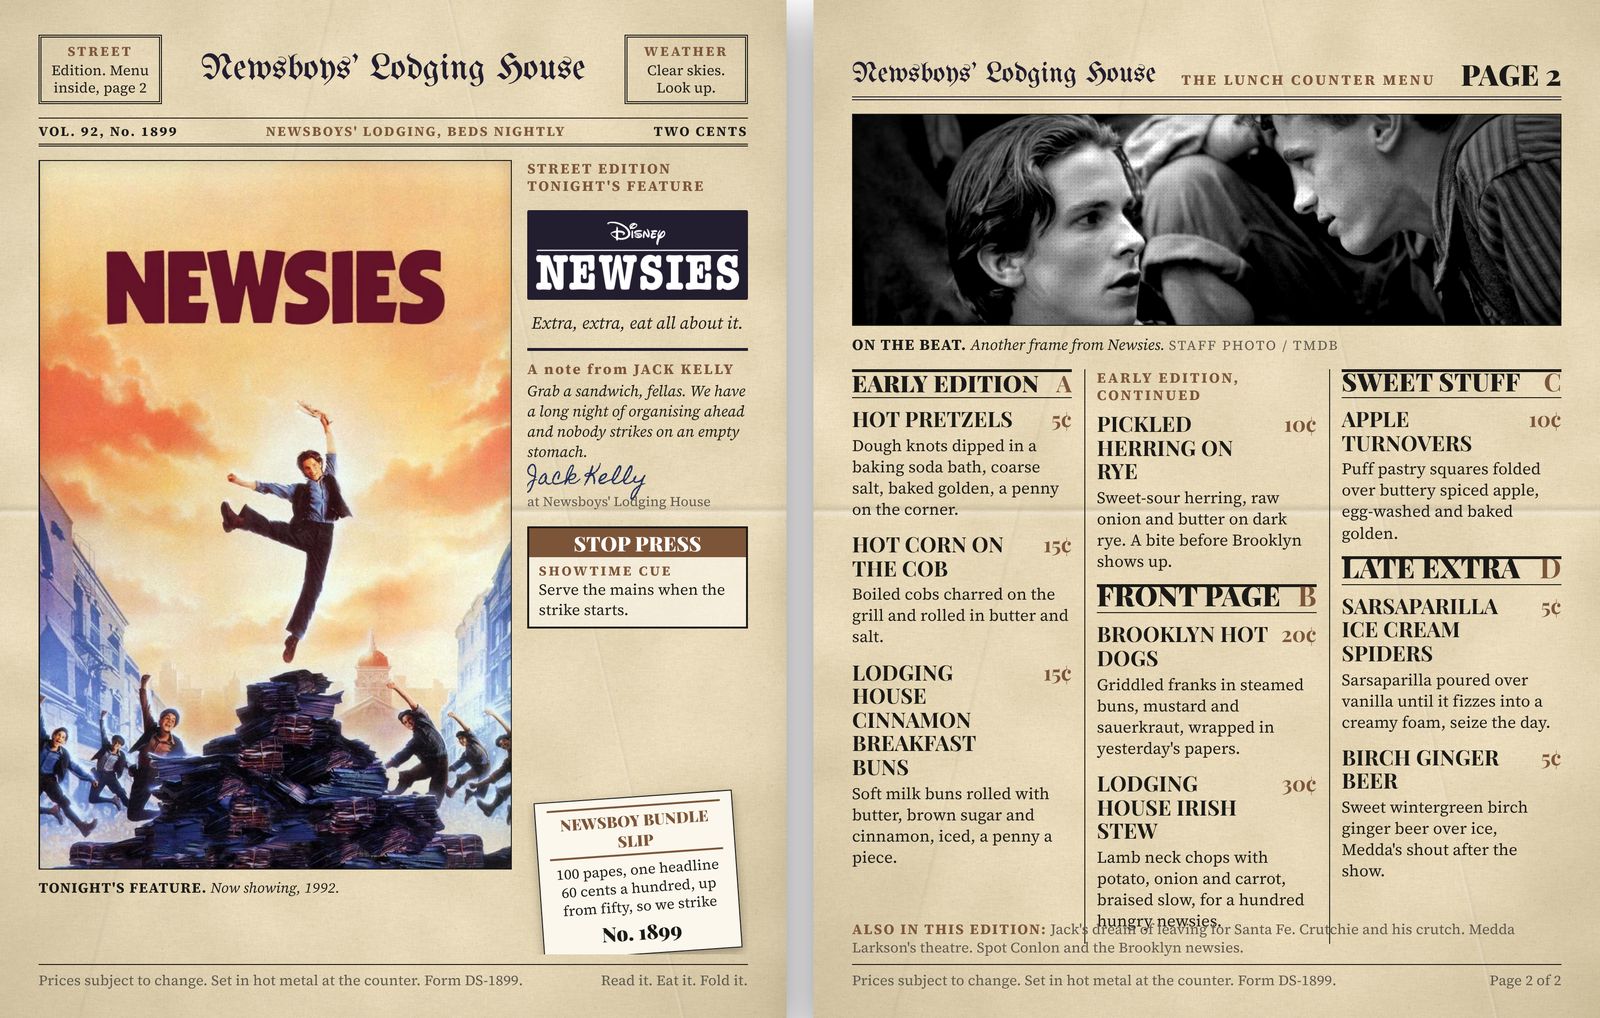 STREET
Edition. Menu
inside, page 2
Newsboys' Lodging House
WEATHER
Clear skies.
Look up.
VOL. 92, No. 1899
NEWSBOYS' LODGING, BEDS NIGHTLY
TWO CENTS
NEWSIES
TONIGHT'S FEATURE. Now showing, 1992.
STREET EDITION
TONIGHT'S FEATURE
DISNEY
NEWSIES
Extra, extra, eat all about it.
A note from JACK KELLY
Grab a sandwich, fellas. We have
a long night of organising ahead
and nobody strikes on an empty
stomach.
Jack Kelly
at Newsboys' Lodging House
STOP PRESS
SHOWTIME CUE
Serve the mains when the
strike starts.
NEWSBOY BUNDLE
SLIP
100 papes, one headline
60 cents a hundred, up
from fifty, so we strike
No. 1899
Prices subject to change. Set in hot metal at the counter. Form DS-1899.
Read it. Eat it. Fold it.
Newsboys' Lodging House
THE LUNCH COUNTER MENU
PAGE 2
ON THE BEAT. Another frame from Newsies. STAFF PHOTO / TMDB
EARLY EDITION A
HOT PRETZELS 5¢
Dough knots dipped in a
baking soda bath, coarse
salt, baked golden, a penny
on the corner.
HOT CORN ON 15¢
THE COB
Boiled cobs charred on the
grill and rolled in butter and
salt.
LODGING 15¢
HOUSE
CINNAMON
BREAKFAST
BUNS
Soft milk buns rolled with
butter, brown sugar and
cinnamon, iced, a penny a
piece.
EARLY EDITION,
CONTINUED
PICKLED 10¢
HERRING ON
RYE
Sweet-sour herring, raw
onion and butter on dark
rye. A bite before Brooklyn
shows up.
FRONT PAGE B
BROOKLYN HOT 20¢
DOGS
Griddled franks in steamed
buns, mustard and
sauerkraut, wrapped in
yesterday's papers.
LODGING 30¢
HOUSE IRISH
STEW
Lamb neck chops with
potato, onion and carrot,
braised slow, for a hundred
hungry newsies.
SWEET STUFF C
APPLE 10¢
TURNOVERS
Puff pastry squares folded
over buttery spiced apple,
egg-washed and baked
golden.
LATE EXTRA D
SARSAPARILLA 5¢
ICE CREAM
SPIDERS
Sarsaparilla poured over
vanilla until it fizzes into a
creamy foam, seize the day.
BIRCH GINGER 5¢
BEER
Sweet wintergreen birch
ginger beer over ice,
Medda's shout after the
show.
ALSO IN THIS EDITION: Jack's dream of leaving for Santa Fe. Crutchie and his crutch. Medda
Larkson's theatre. Spot Conlon and the Brooklyn newsies.
Prices subject to change. Set in hot metal at the counter. Form DS-1899.
Page 2 of 2